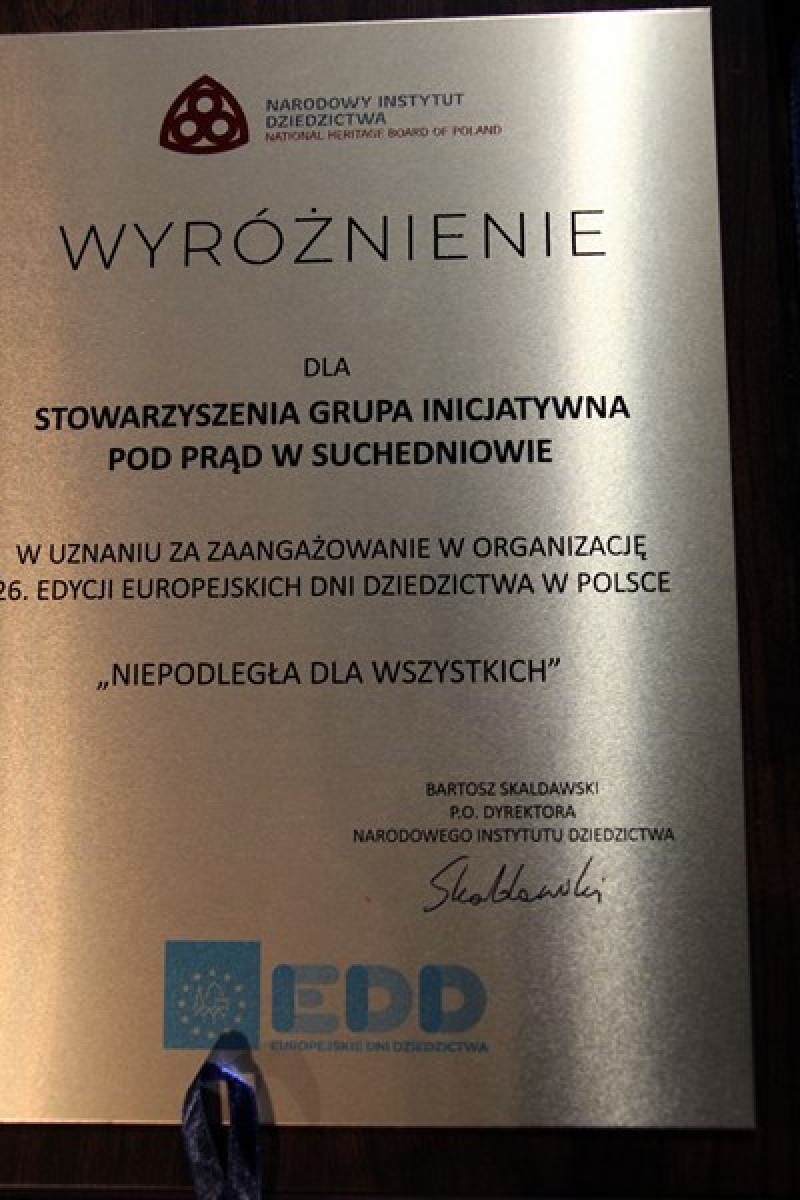 NARODOWY INSTYTUT
DZIEDZICTWA
NATIONAL HERITAGE BOARD OF POLAND
WYRÓŻNIENIE
DLA
STOWARZYSZENIA GRUPA INICJATYWNA
POD PRĄD W SUCHEDNIOWIE
W UZNANIU ZA ZAANGAŻOWANIE W ORGANIZACJĘ
26. EDYCJI EUROPEJSKICH DNI DZIEDZICTWA W POLSCE
„NIEPODLEGŁA DLA WSZYSTKICH”
BARTOSZ SKALDAWSKI
P.O. DYREKTORA
NARODOWEGO INSTYTUTU DZIEDZICTWA
Skaldawski
EDD
EUROPEJSKIE DNI DZIEDZICTWA